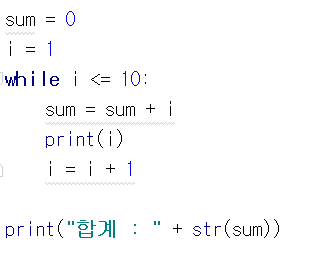 sum = 0
i = 1
while i <= 10:
    sum = sum + i
    print(i)
    i = i + 1
print("합계 : " + str(sum))